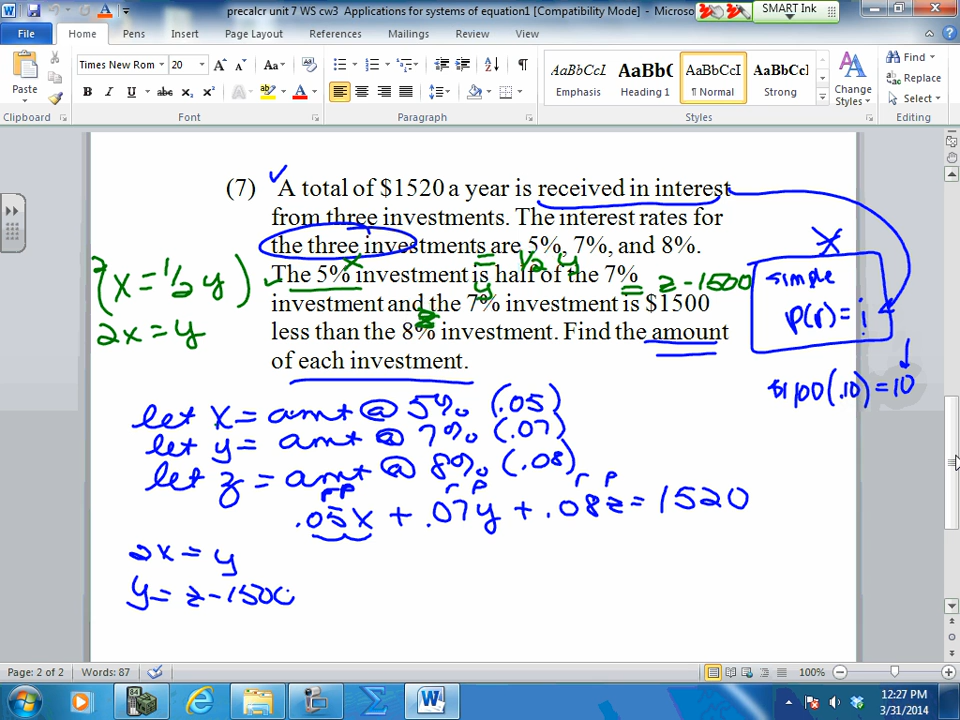 precalcr unit 7 WS cw3 Applications for systems of equation1 [Compatibility Mode] - Microso
SMART Ink
File Home Pens Insert Page Layout References Mailings Review View
Paste
Clipboard
Times New Rom 20
B I U abc x₂ x² A
Font
Paragraph
AaBbCcI AaBbC AaBbCcI AaBbCcl
Emphasis Heading 1 ¶ Normal Strong
Change Styles
Styles
Find
Replace
Select
Editing
(7) A total of $1520 a year is received in interest
from three investments. The interest rates for
the three investments are 5%, 7%, and 8%.
The 5% investment is half of the 7%
investment and the 7% investment is $1500
less than the 8% investment. Find the amount
of each investment.
x = 1/2 y
y = z - 1500
z
2(x = 1/2 y)
2x = y
simple
p(r) = i
$100(.10) = 10
let x = amt @ 5% (.05)
let y = amt @ 7% (.07)
let z = amt @ 8% (.08)
r p r p r p
.05x + .07y + .08z = 1520
2x = y
y = z - 1500
Page: 2 of 2 Words: 87 100%
12:27 PM
3/31/2014